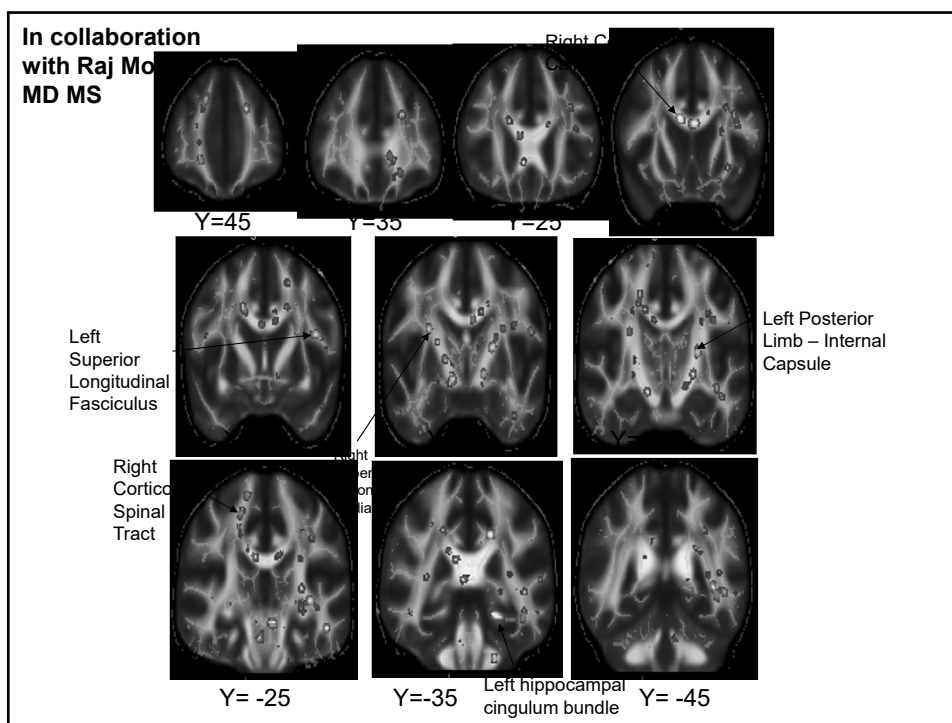 In collaboration
with Raj Mo
MD MS
Right C
Ca
Y=45
Y=35
Y=25
Left
Superior
Longitudinal
Fasciculus
Left Posterior
Limb – Internal
Capsule
Y=
Right
Cortico
Spinal
Tract
Y= -25
Y=-35
Left hippocampal
cingulum bundle
Y= -45